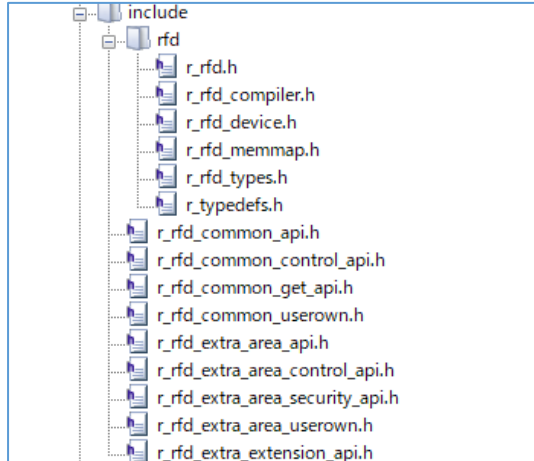 include
rfd
r_rfd.h
r_rfd_compiler.h
r_rfd_device.h
r_rfd_memmap.h
r_rfd_types.h
r_typedefs.h
r_rfd_common_api.h
r_rfd_common_control_api.h
r_rfd_common_get_api.h
r_rfd_common_userown.h
r_rfd_extra_area_api.h
r_rfd_extra_area_control_api.h
r_rfd_extra_area_security_api.h
r_rfd_extra_area_userown.h
r_rfd_extra_extension_api.h